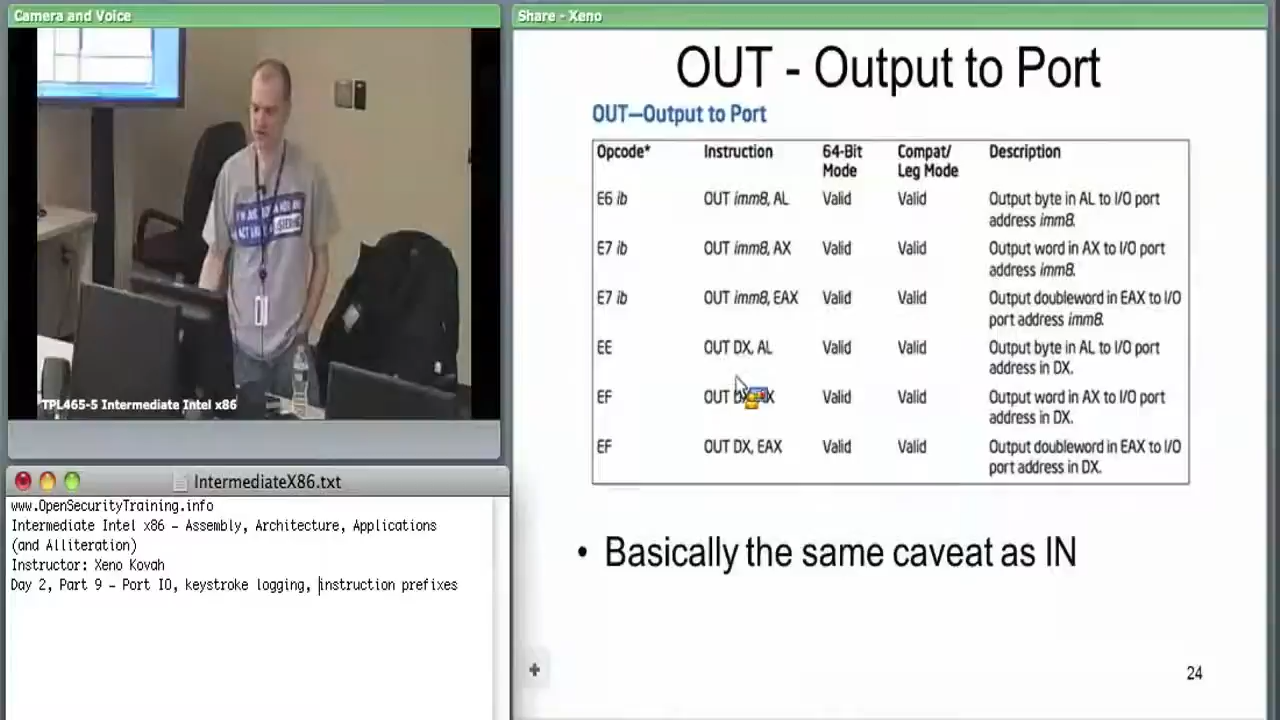 Camera and Voice
TPL465-5 Intermediate Intel x86
IntermediateX86.txt
www.OpenSecurityTraining.info
Intermediate Intel x86 – Assembly, Architecture, Applications
(and Alliteration)
Instructor: Xeno Kovah
Day 2, Part 9 – Port IO, keystroke logging, instruction prefixes
Share - Xeno
OUT - Output to Port
OUT—Output to Port
Opcode* Instruction 64-Bit Mode Compat/ Leg Mode Description
E6 ib OUT imm8, AL Valid Valid Output byte in AL to I/O port
address imm8.
E7 ib OUT imm8, AX Valid Valid Output word in AX to I/O port
address imm8.
E7 ib OUT imm8, EAX Valid Valid Output doubleword in EAX to I/O
port address imm8.
EE OUT DX, AL Valid Valid Output byte in AL to I/O port
address in DX.
EF OUT Valid Valid Output word in AX to I/O port
address in DX.
EF OUT DX, EAX Valid Valid Output doubleword in EAX to I/O
port address in DX.
• Basically the same caveat as IN
24